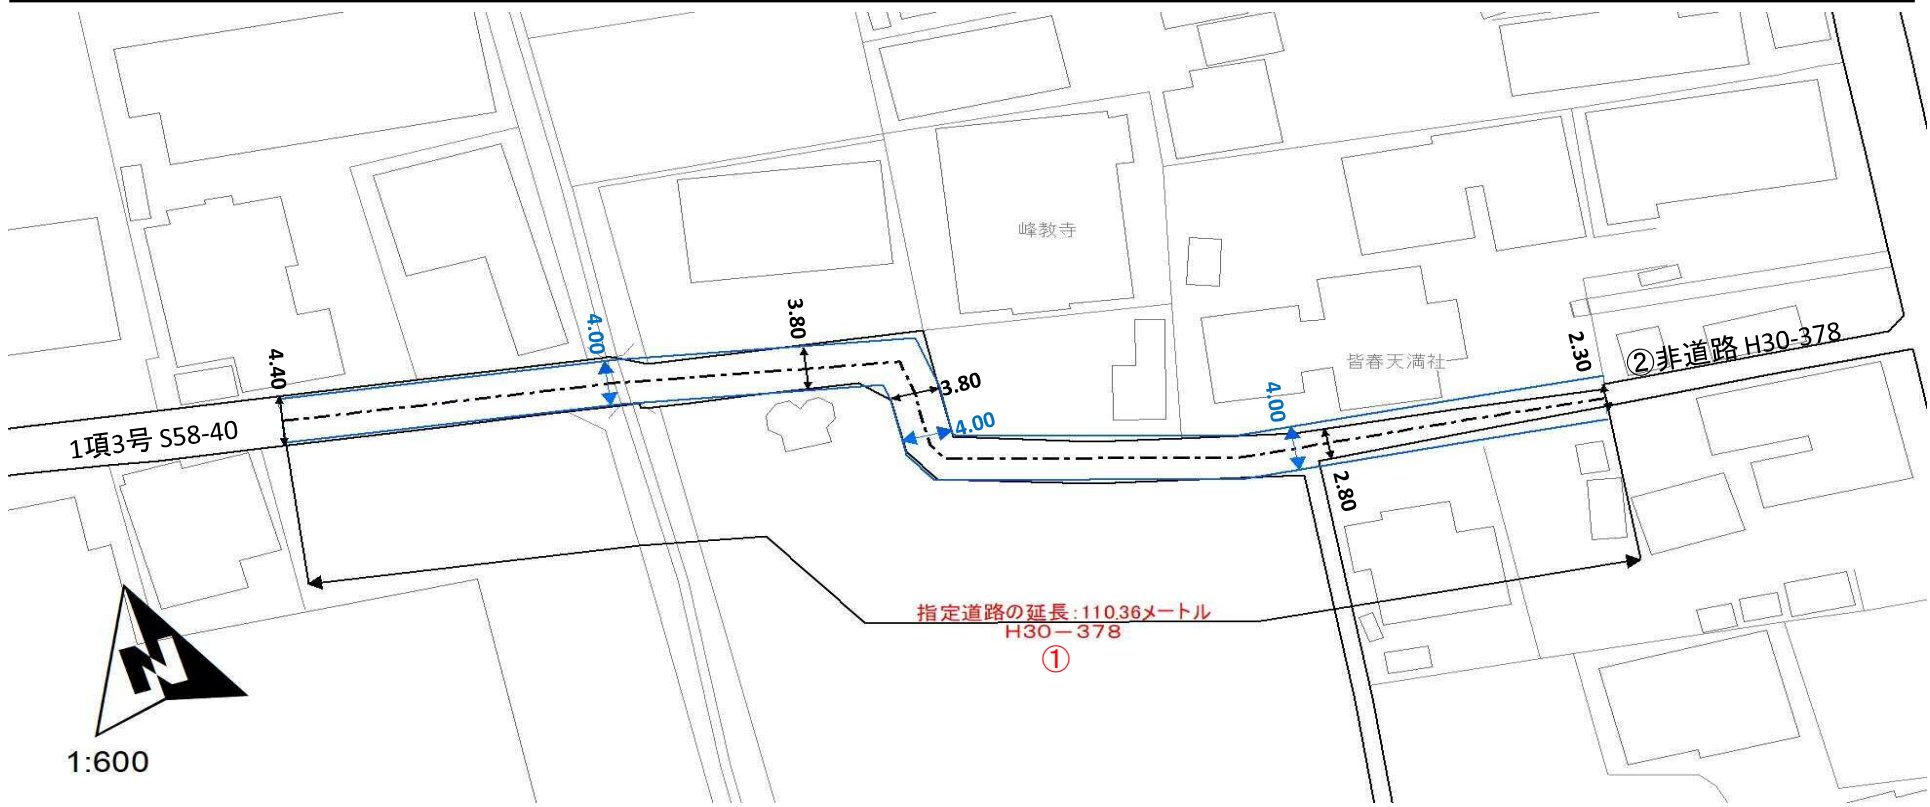 峰教寺
皆春天満社
4.40
4.00
3.80
3.80
4.00
4.00
2.80
2.30
②非道路 H30-378
1項3号 S58-40
指定道路の延長:110.36メートル
H30-378
①
N
1:600